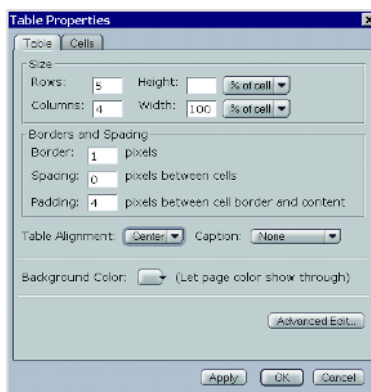 Table Properties
Table Cells
Size
Rows: 5 Height: % of cell
Columns: 4 Width: 100 % of cell
Borders and Spacing
Border: 1 pixels
Spacing: 0 pixels between cells
Padding: 4 pixels between cell border and content
Table Alignment: Center Caption: None
Background Color: (Let page color show through)
Advanced Edit...
Apply OK Cancel